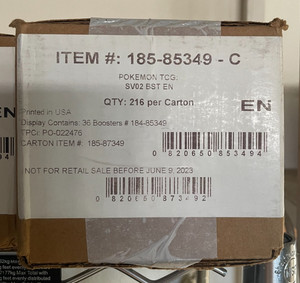 ITEM #: 185-85349 - C
POKEMON TCG:
SV02 BST EN
QTY: 216 per Carton
EN
Printed in USA
Display Contains: 36 Boosters # 184-85349
TPCi: PO-022476
CARTON ITEM #: 185-87349
0 820650 853494
NOT FOR RETAIL SALE BEFORE JUNE 9, 2023
0 820650 873492